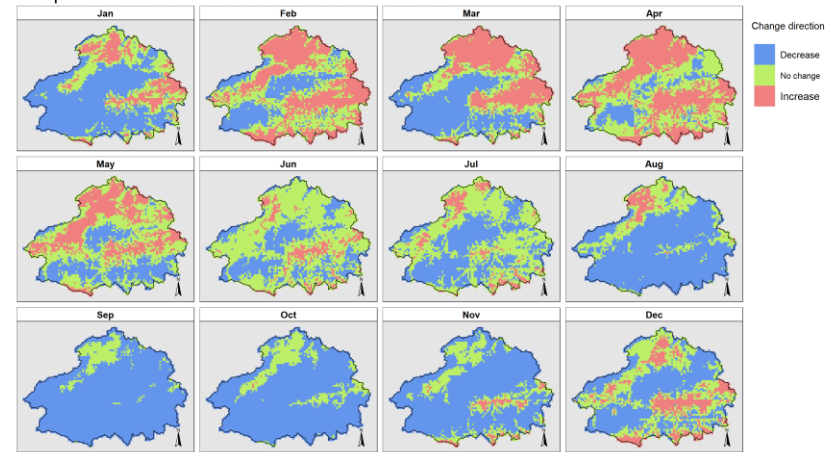 Jan
Feb
Mar
Apr
Change direction
Decrease
No change
Increase
May
Jun
Jul
Aug
Sep
Oct
Nov
Dec